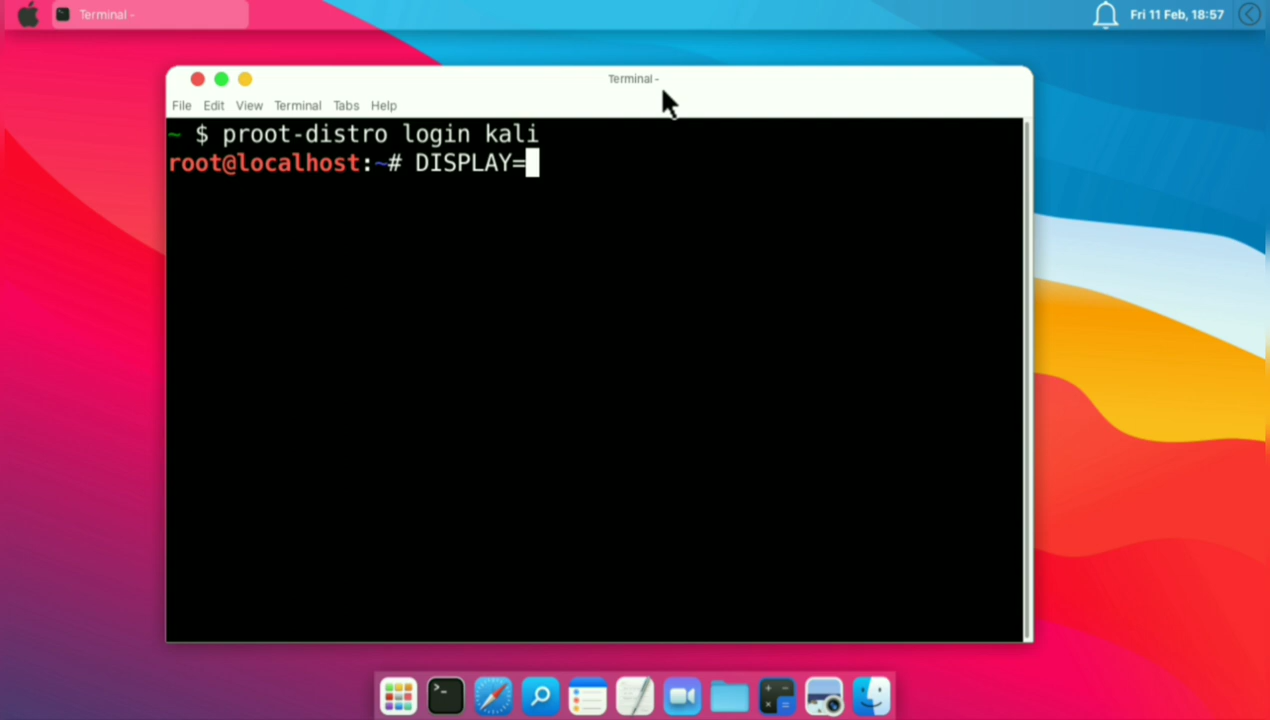 Terminal -
Fri 11 Feb, 18:57
Terminal -
File Edit View Terminal Tabs Help
~ $ proot-distro login kali
root@localhost:~# DISPLAY=